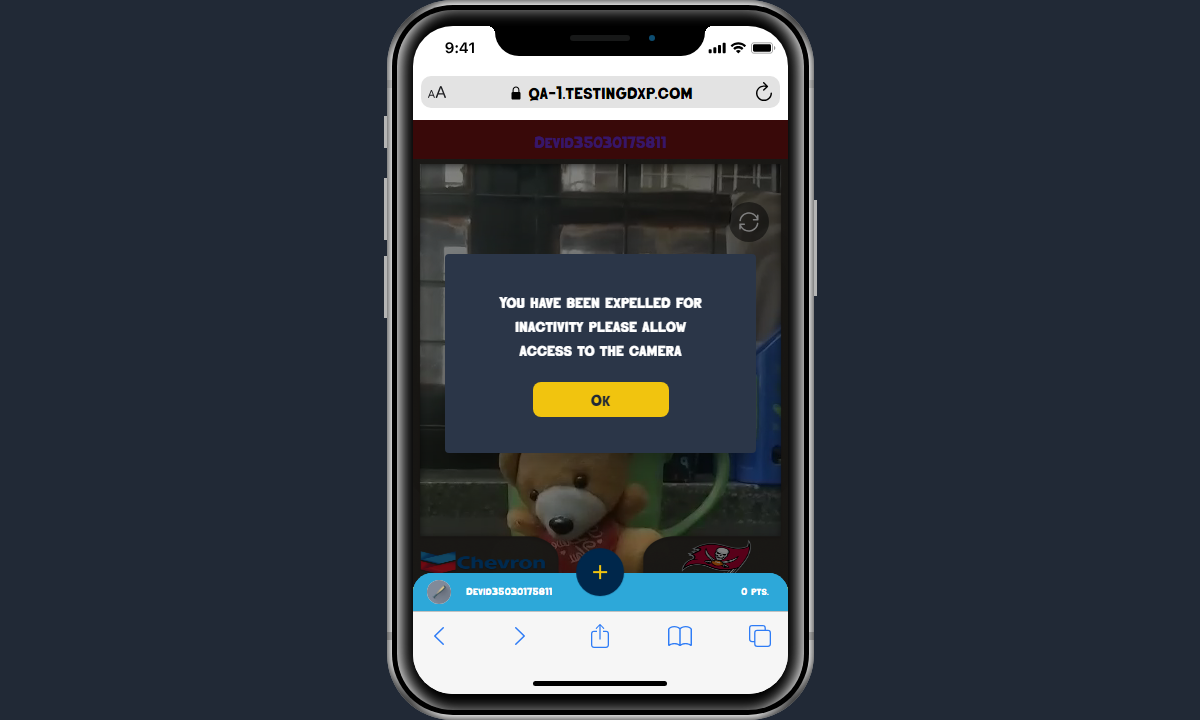 9:41
AA
QA-1.TESTINGDXP.COM
DEVID35030175811
YOU HAVE BEEN EXPELLED FOR
INACTIVITY PLEASE ALLOW
ACCESS TO THE CAMERA
OK
Chevron
DEVID35030175811
0 PTS.